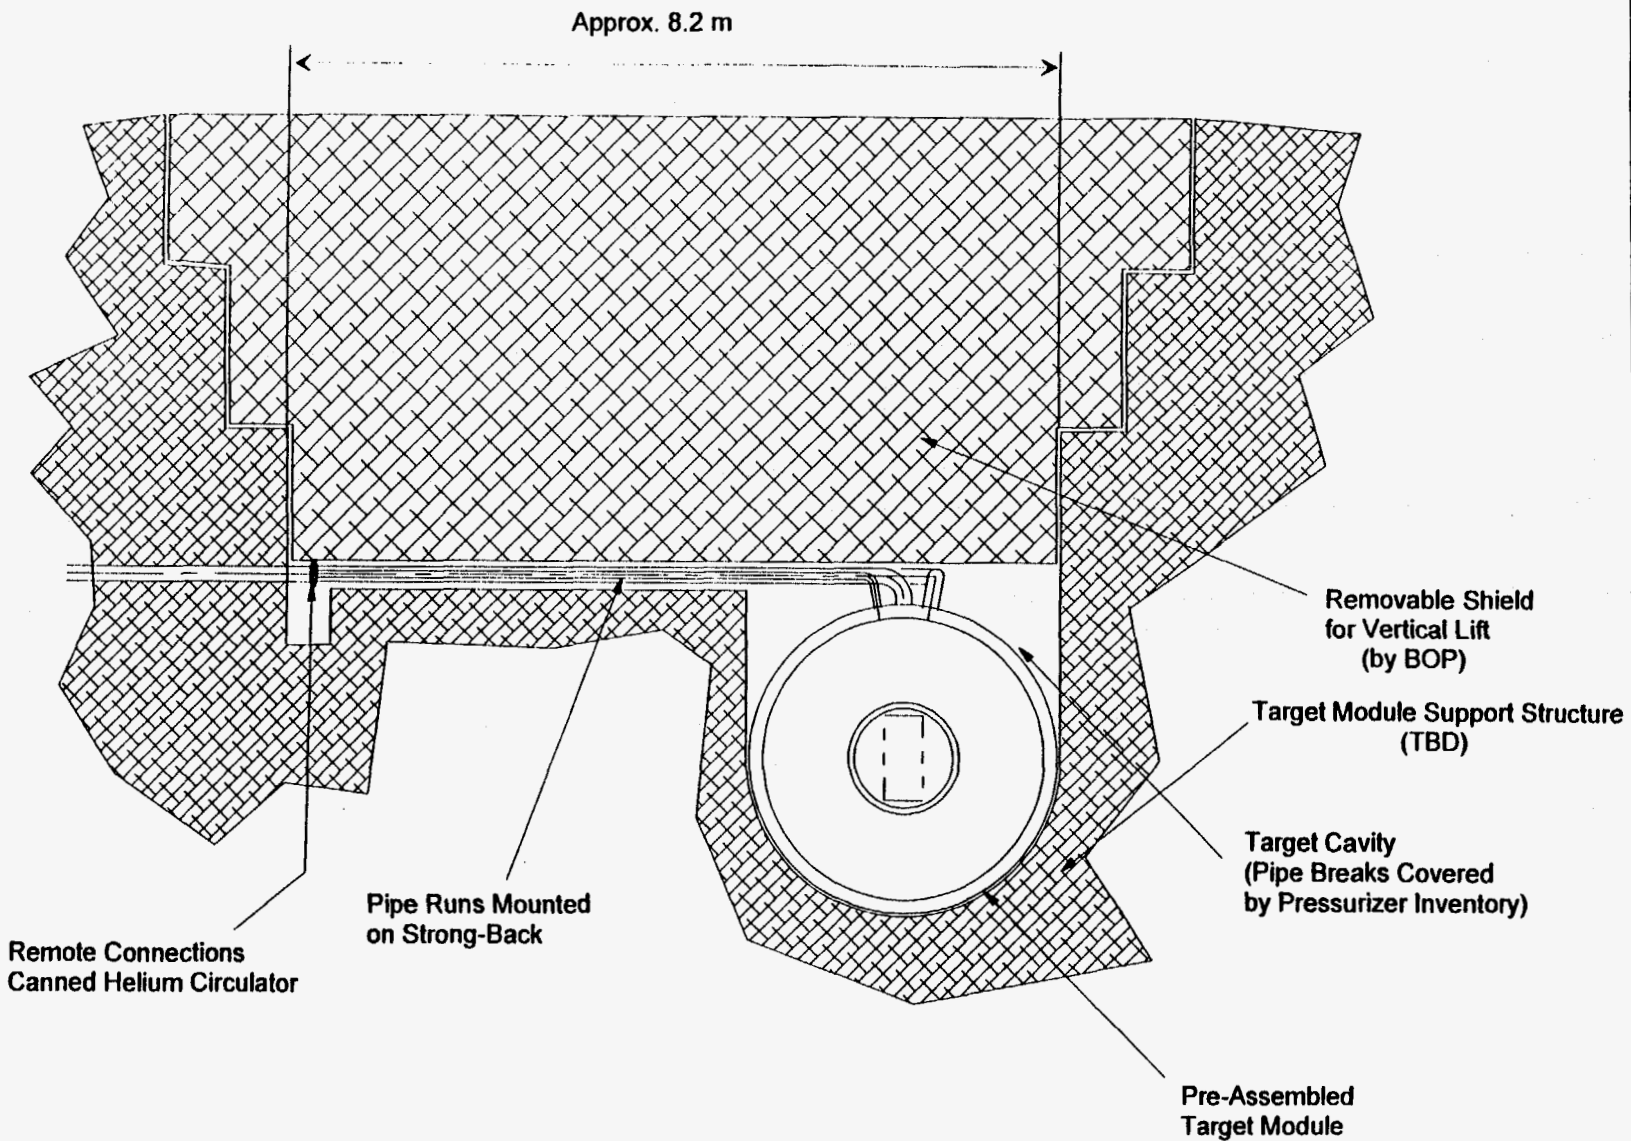 Approx. 8.2 m
Removable Shield
for Vertical Lift
(by BOP)
Target Module Support Structure
(TBD)
Target Cavity
(Pipe Breaks Covered
by Pressurizer Inventory)
Pipe Runs Mounted
on Strong-Back
Remote Connections
Canned Helium Circulator
Pre-Assembled
Target Module